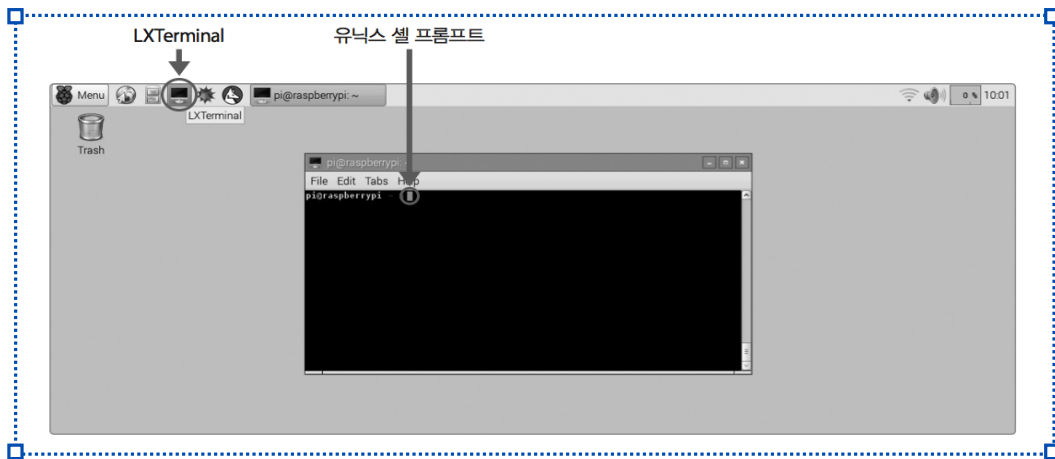 LXTerminal
유닉스 셸 프롬프트
Menu
pi@raspberrypi: ~
0 %
10:01
LXTerminal
Trash
pi@raspberrypi: ~
File Edit Tabs Help
pi@raspberrypi ~